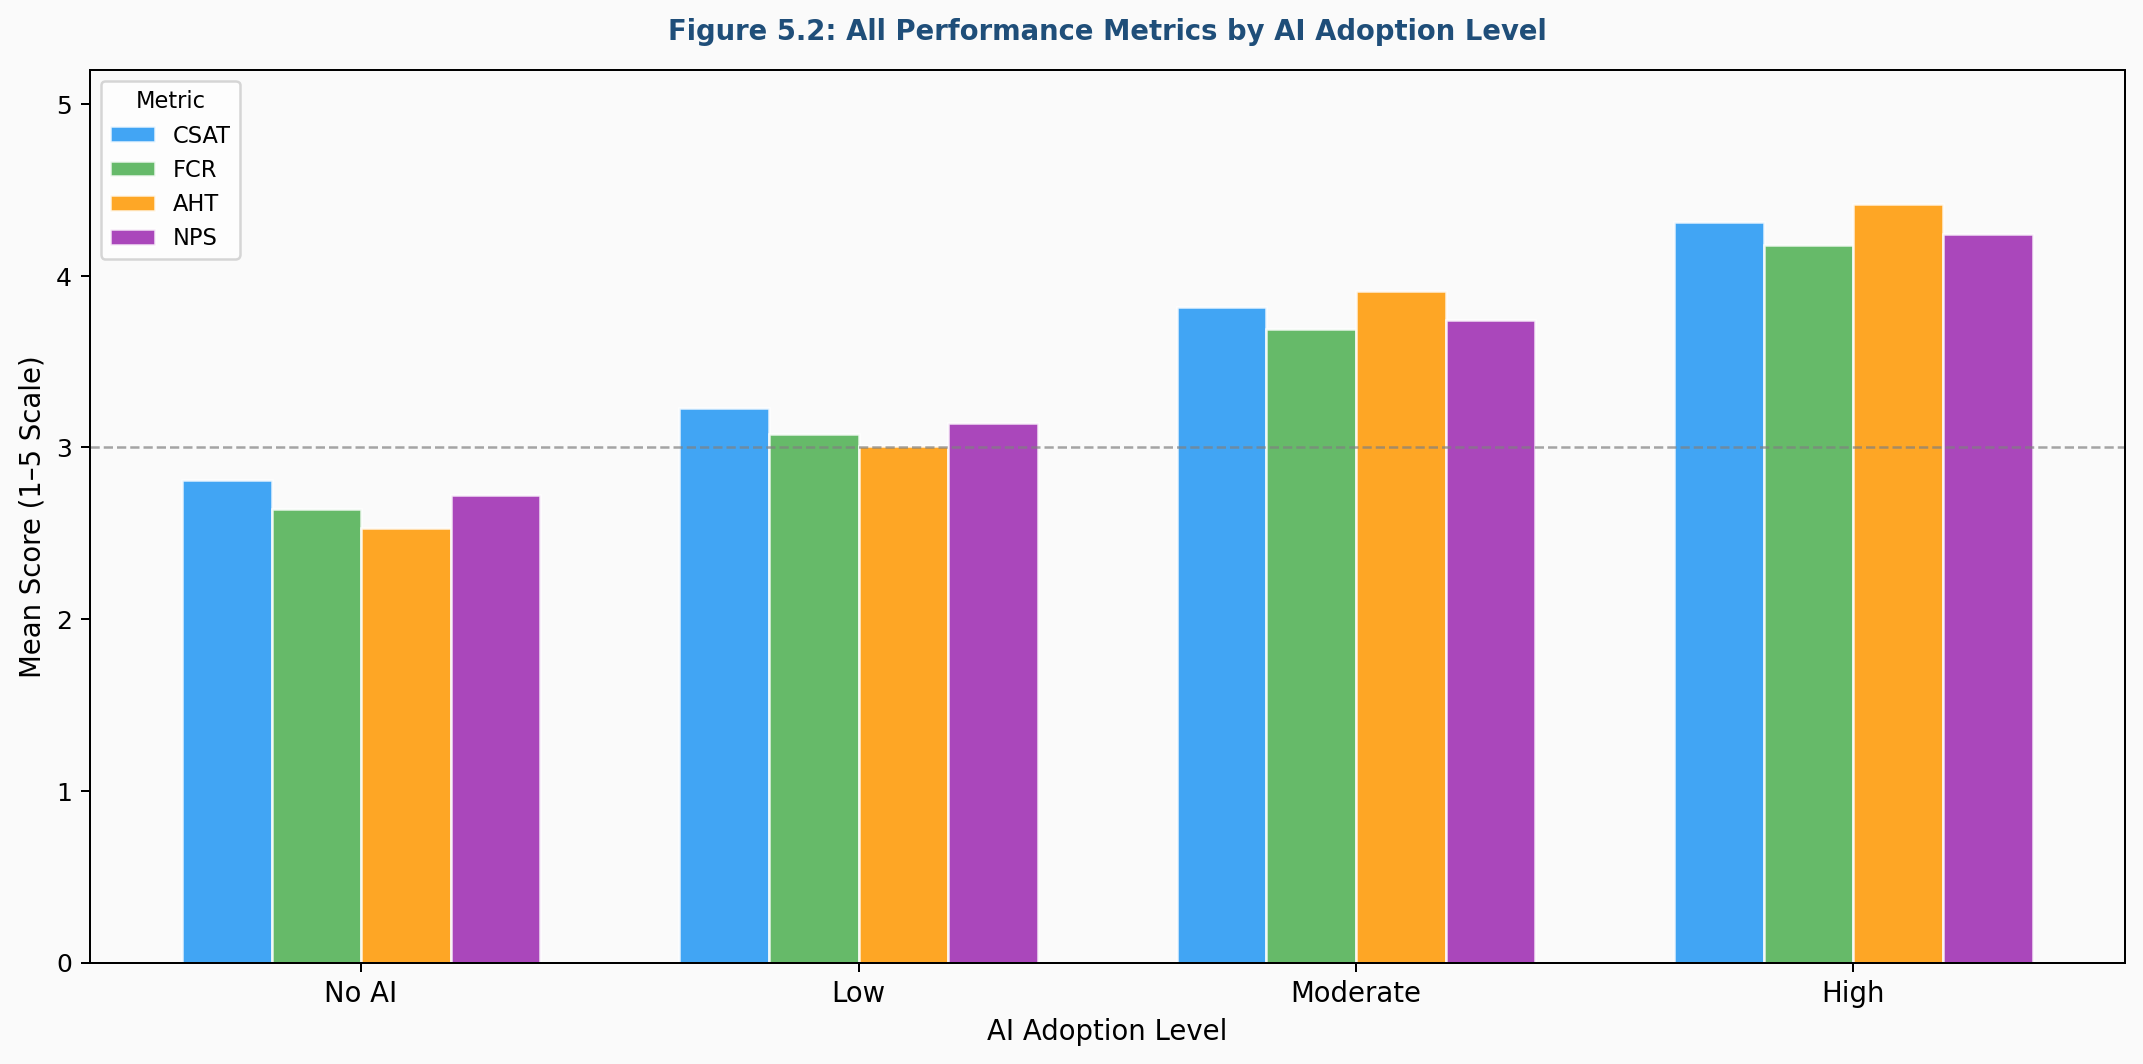 Figure 5.2: All Performance Metrics by AI Adoption Level
Metric
CSAT
FCR
AHT
NPS
Mean Score (1–5 Scale)
5
4
3
2
1
0
No AI
Low
Moderate
High
AI Adoption Level